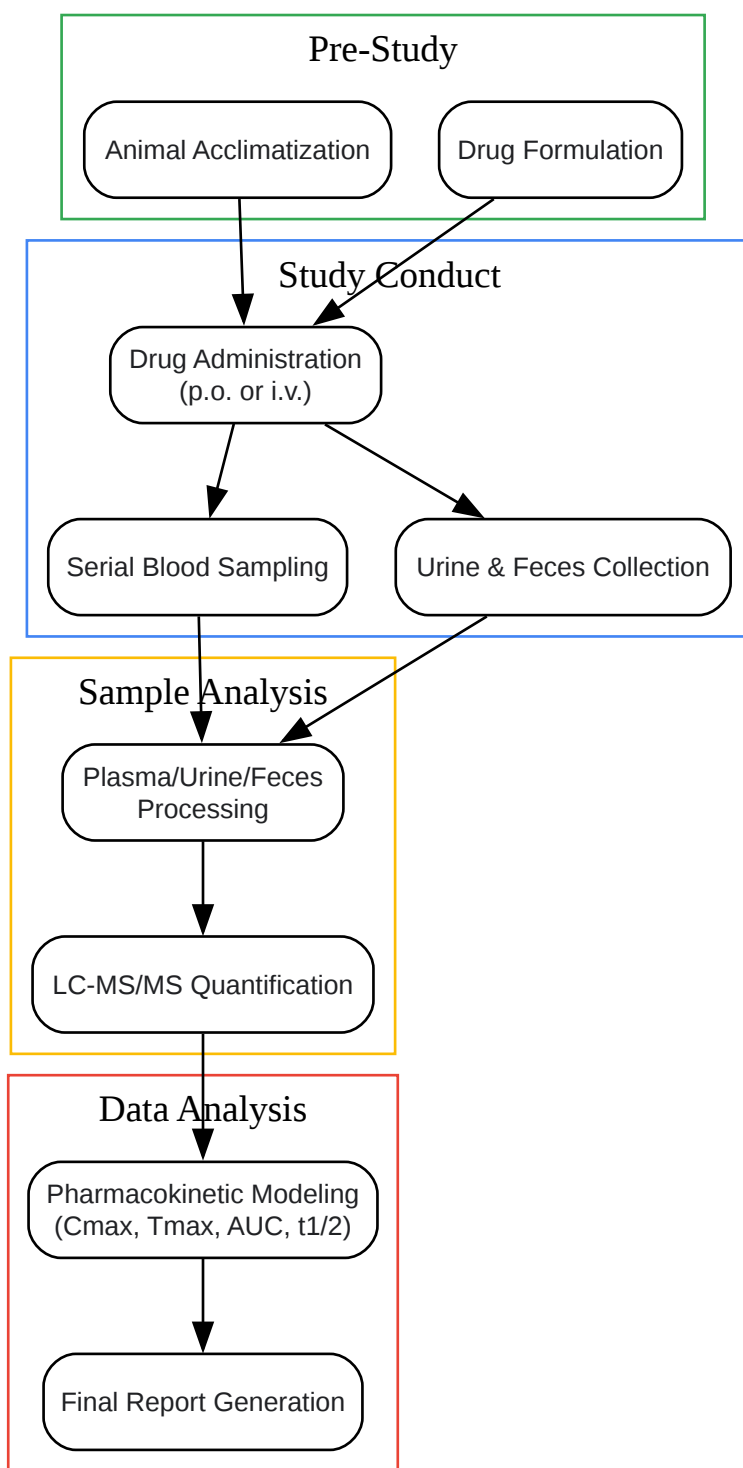 Pre-Study
Animal Acclimatization
Drug Formulation
Study Conduct
Drug Administration
(p.o. or i.v.)
Serial Blood Sampling
Urine & Feces Collection
Sample Analysis
Plasma/Urine/Feces
Processing
LC-MS/MS Quantification
Data Analysis
Pharmacokinetic Modeling
(Cmax, Tmax, AUC, t1/2)
Final Report Generation